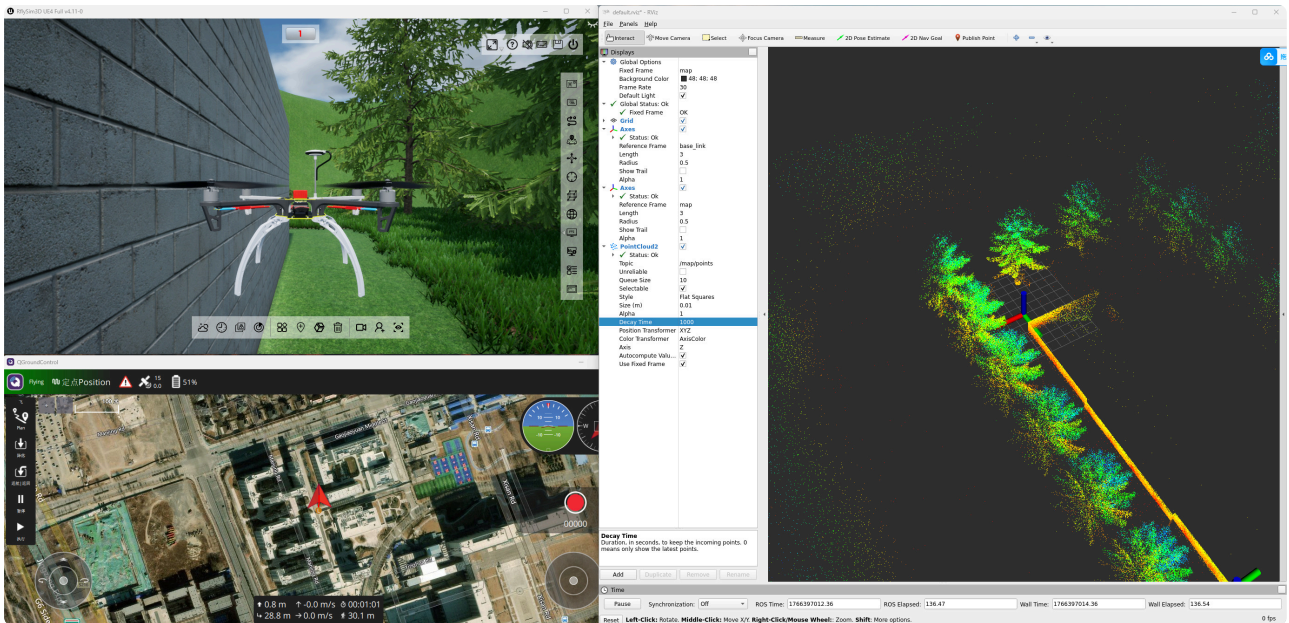 RflySim3D UE4 Full v4.11-0
1
QGroundControl
Flying
定点Position
15
0.0
51%
Plan
Xisan Rd
W
00000
0.8 m
-0.0 m/s
00:01:01
28.8 m
0.0 m/s
30.1 m
default.rviz* - RViz
File Panels Help
Interact Move Camera Select Focus Camera Measure 2D Pose Estimate 2D Nav Goal Publish Point
Displays
Global Options
Fixed Frame map
Background Color 48; 48; 48
Frame Rate 30
Default Light
Global Status: Ok
Fixed Frame OK
Grid
Axes
Status: Ok
Reference Frame base_link
Length 3
Radius 0.5
Show Trail
Alpha 1
Axes
Status: Ok
Reference Frame map
Length 3
Radius 0.5
Show Trail
Alpha 1
PointCloud2
Status: Ok
Topic /map/points
Unreliable
Queue Size 10
Selectable
Style Flat Squares
Size (m) 0.01
Alpha 1
Decay Time 1000
Position Transformer XYZ
Color Transformer AxisColor
Axis Z
Autocompute Valu...
Use Fixed Frame
Decay Time
Duration, in seconds, to keep the incoming points. 0
means only show the latest
points.
Add Duplicate Remove Rename
Time
Pause Synchronization: Off ROS Time: 1766397012.36 ROS Elapsed: 136.47 Wall Time: 1766397014.36 Wall Elapsed: 136.54
Reset Left-Click: Rotate. Middle-Click: Move X/Y. Right-Click/Mouse Wheel:: Zoom. Shift: More options. 0 fps